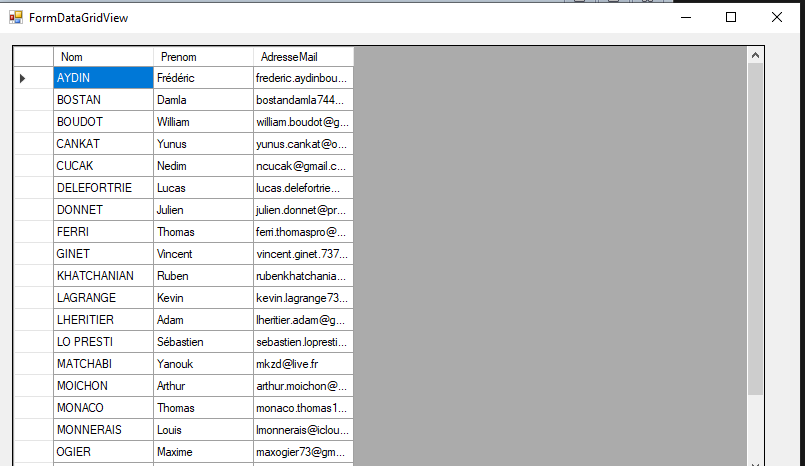 FormDataGridView
Nom Prenom AdresseMail
AYDIN Frédéric frederic.aydinbou...
BOSTAN Damla bostandamla744...
BOUDOT William william.boudot@g...
CANKAT Yunus yunus.cankat@o...
CUCAK Nedim ncucak@gmail.c...
DELEFORTRIE Lucas lucas.delefortrie...
DONNET Julien julien.donnet@pr...
FERRI Thomas ferri.thomaspro@...
GINET Vincent vincent.ginet.737...
KHATCHANIAN Ruben rubenkhatchania...
LAGRANGE Kevin kevin.lagrange73...
LHERITIER Adam lheritier.adam@g...
LO PRESTI Sébastien sebastien.lopresti...
MATCHABI Yanouk mkzd@live.fr
MOICHON Arthur arthur.moichon@...
MONACO Thomas monaco.thomas1...
MONNERAIS Louis lmonnerais@iclou...
OGIER Maxime maxogier73@gm...